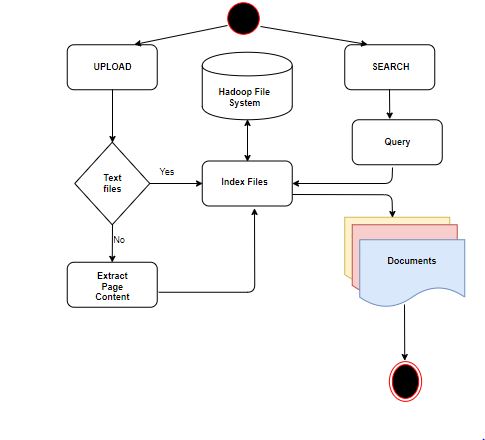 UPLOAD
SEARCH
Hadoop File
System
Query
Text
files
Yes
Index Files
No
Extract
Page
Content
Documents
.